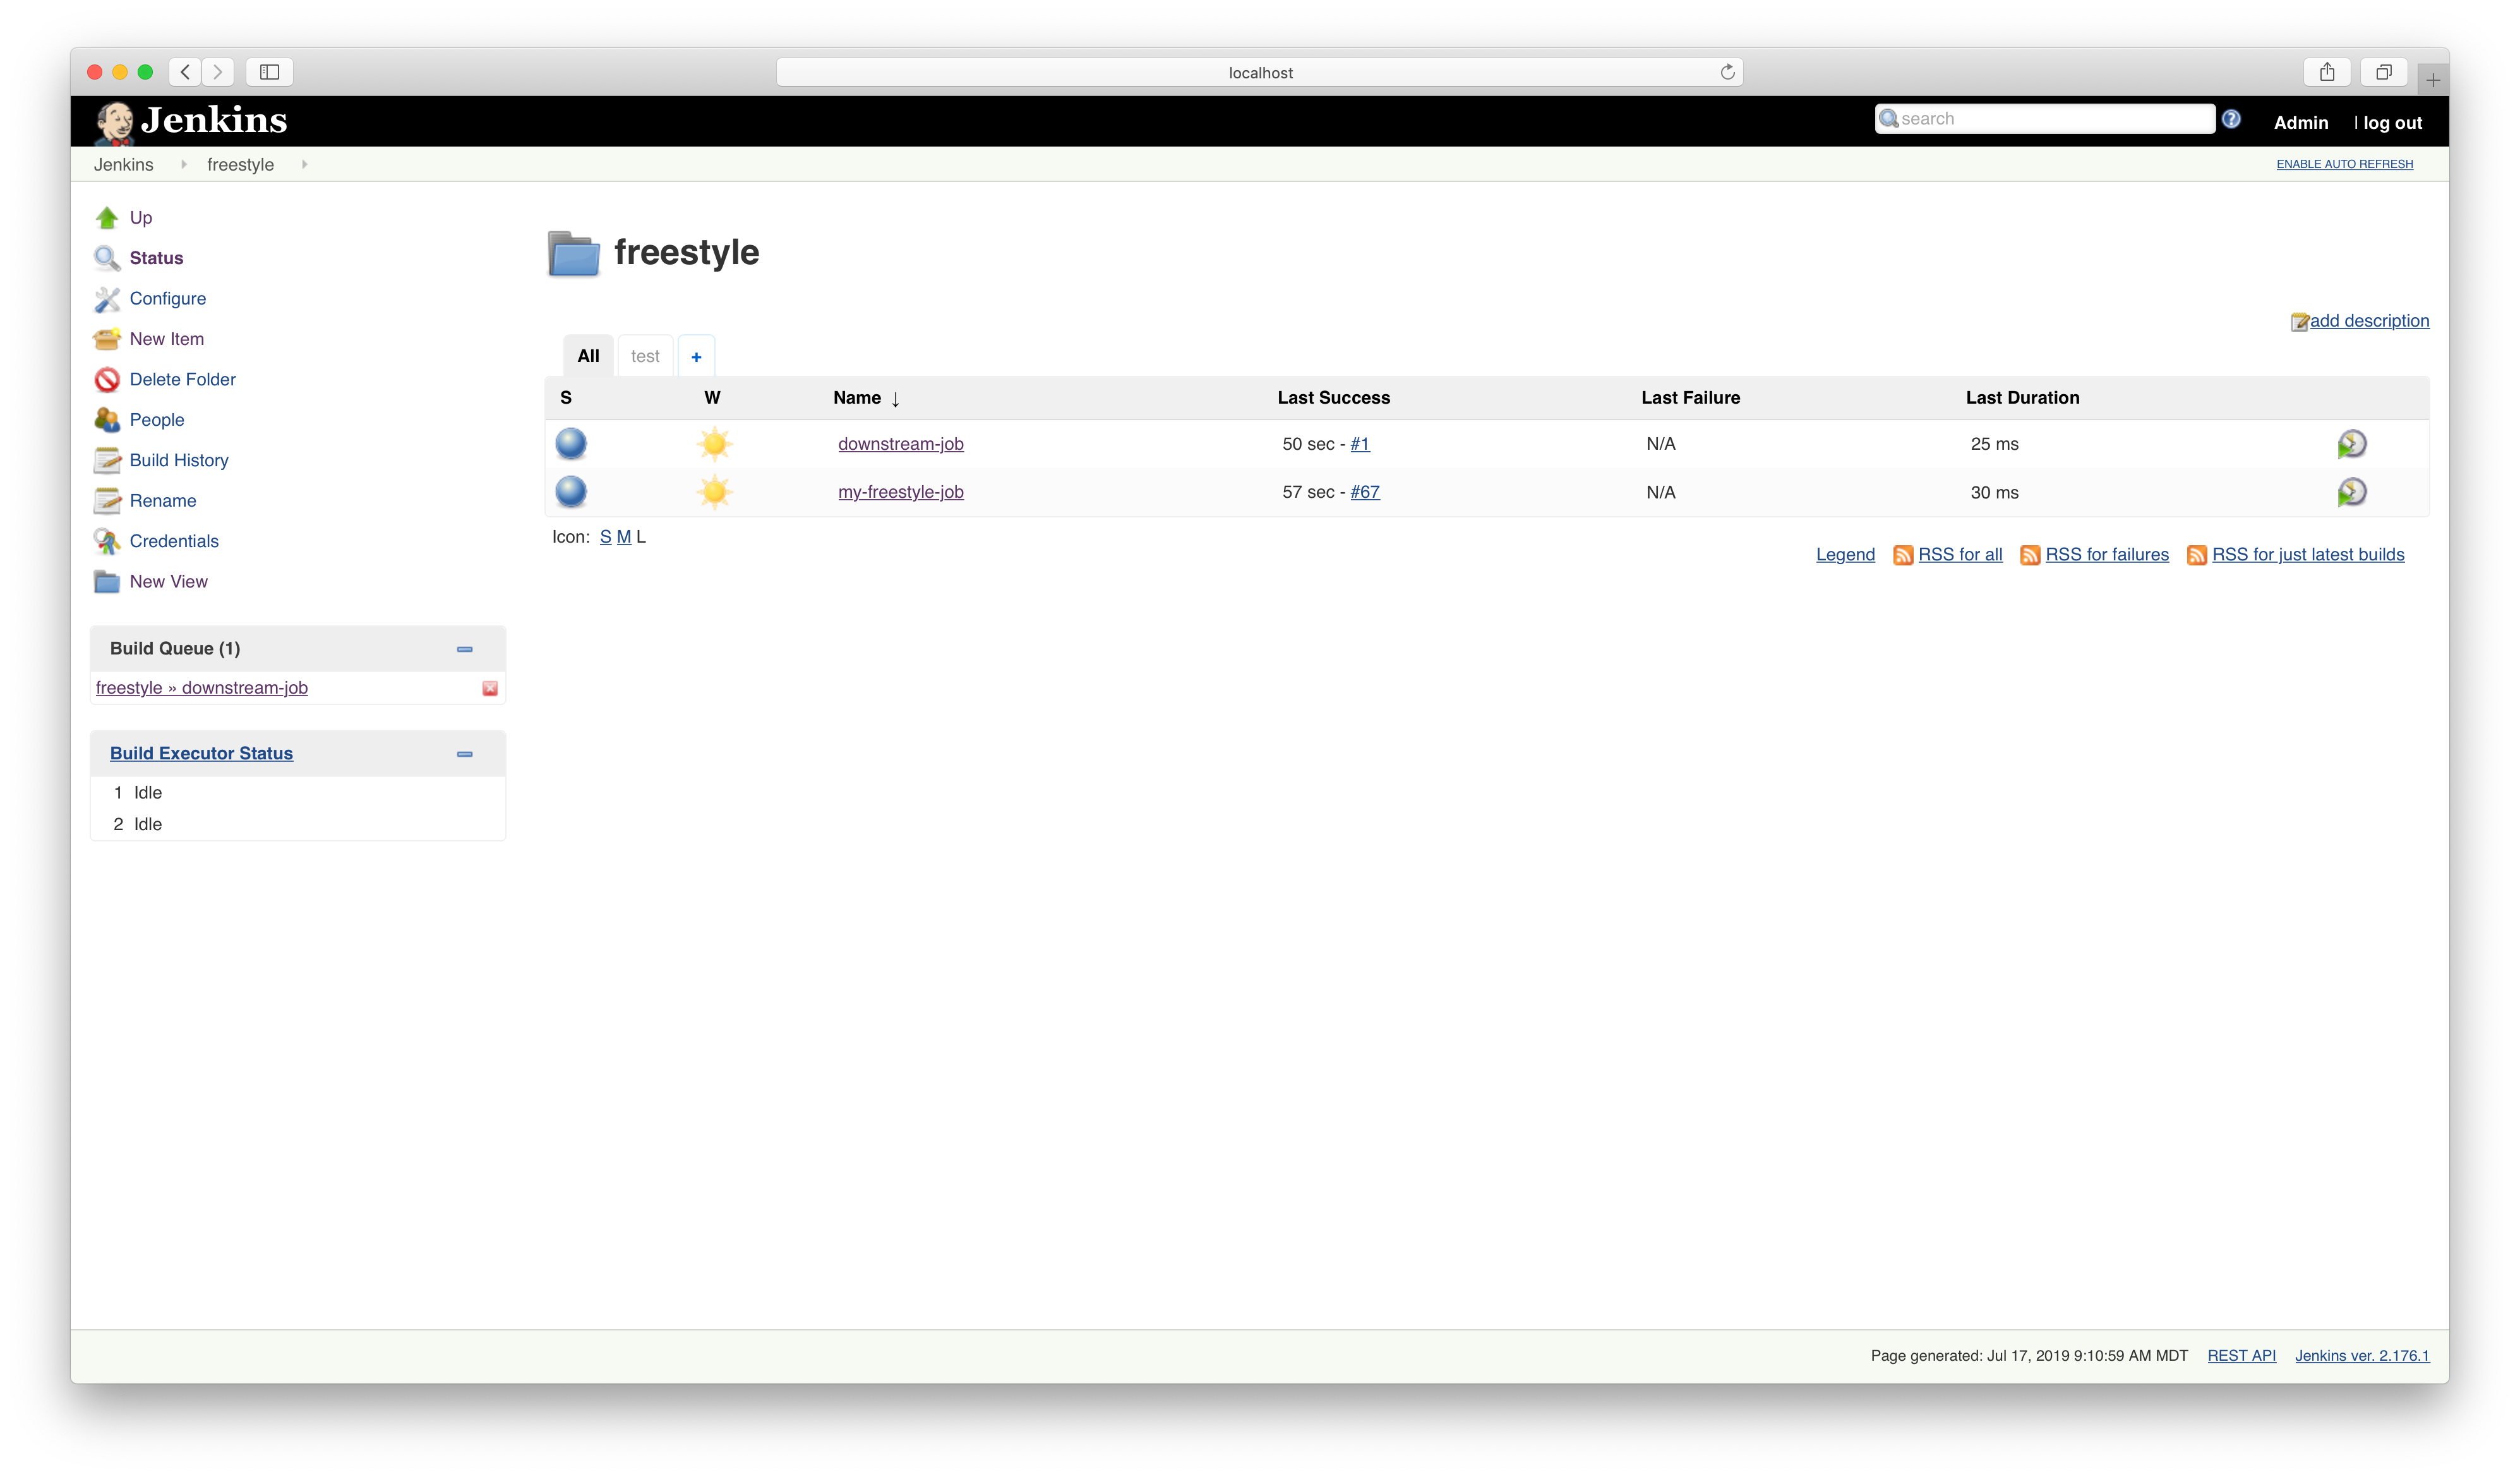 localhost
Jenkins
search
Admin | log out
Jenkins freestyle
ENABLE AUTO REFRESH
Up
Status
Configure
New Item
Delete Folder
People
Build History
Rename
Credentials
New View
Build Queue (1)
freestyle » downstream-job
Build Executor Status
1 Idle
2 Idle
freestyle
add description
All test +
S W Name ↓ Last Success Last Failure Last Duration
downstream-job 50 sec - #1 N/A 25 ms
my-freestyle-job 57 sec - #67 N/A 30 ms
Icon: S M L
Legend RSS for all RSS for failures RSS for just latest builds
Page generated: Jul 17, 2019 9:10:59 AM MDT REST API Jenkins ver. 2.176.1